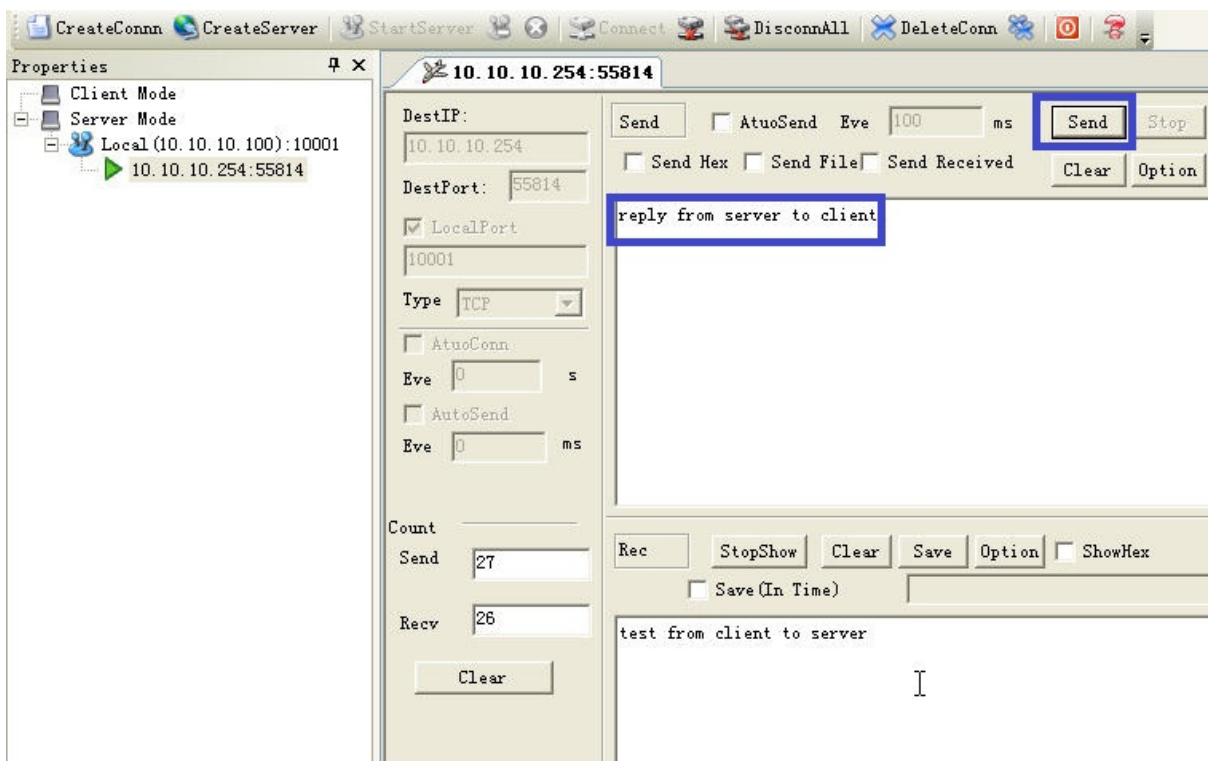 CreateConnn CreateServer StartServer Connect DisconnAll DeleteConn
Properties
Client Mode
Server Mode
Local(10.10.10.100):10001
10.10.10.254:55814
10.10.10.254:55814
DestIP:
10.10.10.254
DestPort: 55814
LocalPort
10001
Type TCP
AtuoConn
Eve 0 s
AutoSend
Eve 0 ms
Count
Send 27
Recv 26
Clear
Send AtuoSend Eve 100 ms Send Stop
Send Hex Send File Send Received Clear Option
reply from server to client
Rec StopShow Clear Save Option ShowHex
Save(In Time)
test from client to server